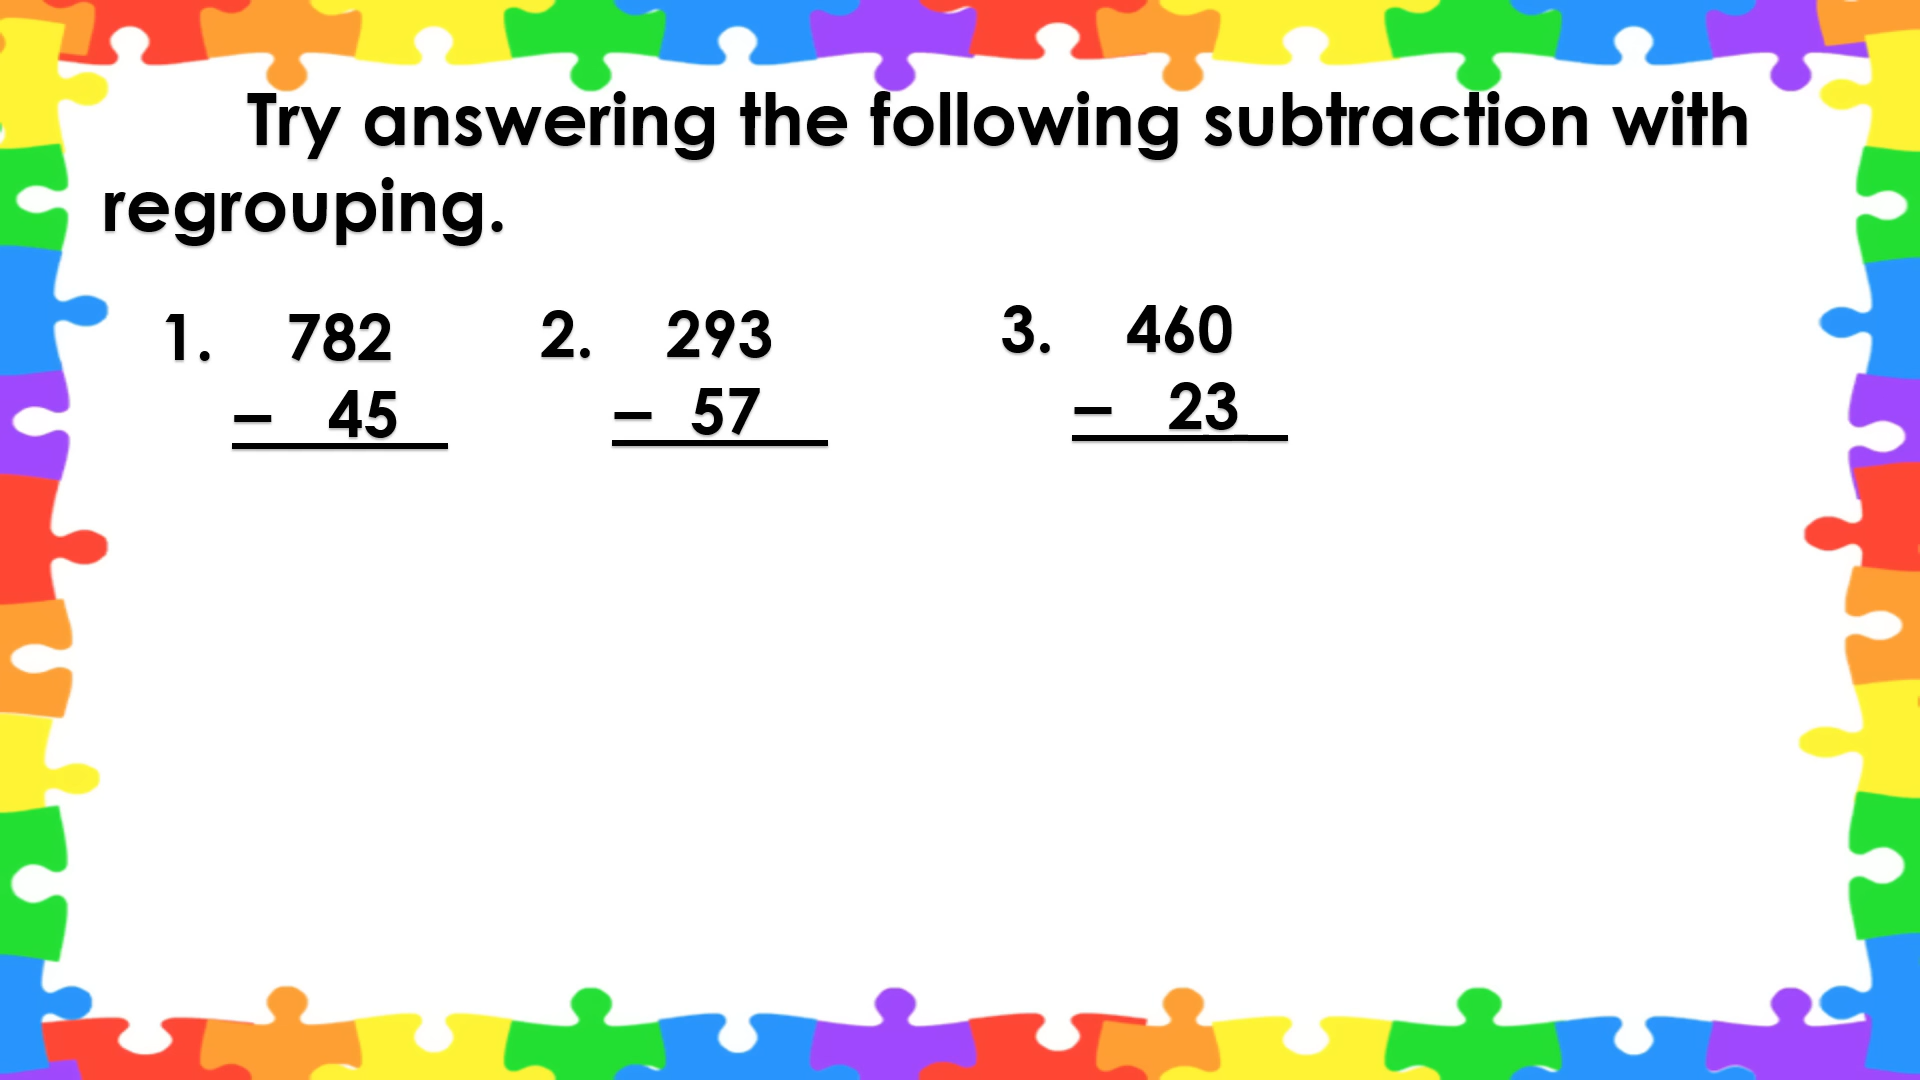 Try answering the following subtraction with
regrouping.
1. 782 2. 293 3. 460
– 45 – 57 – 23